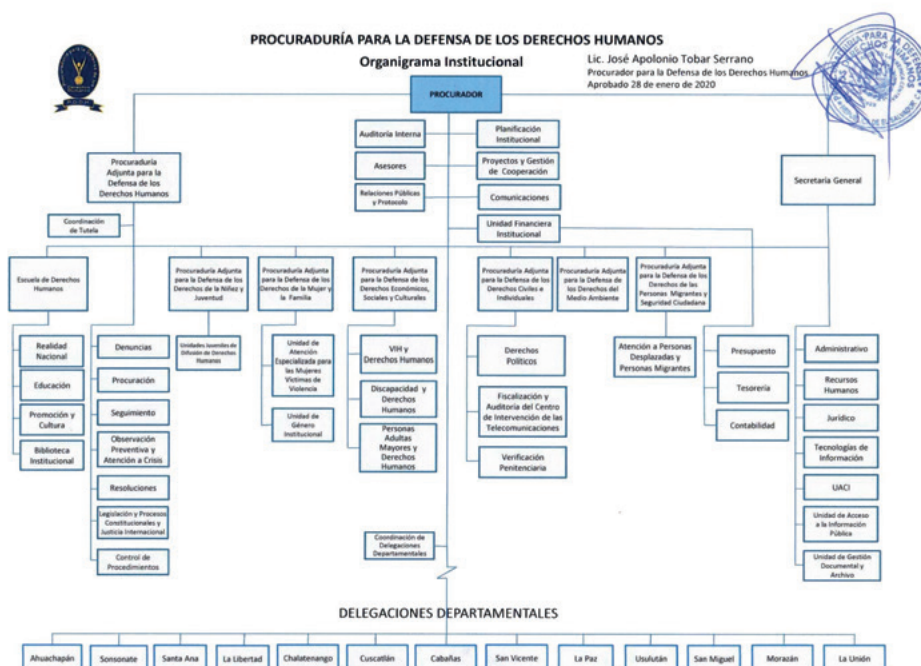 PROCURADURÍA PARA LA DEFENSA DE LOS DERECHOS HUMANOS
Organigrama Institucional
Lic. José Apolonio Tobar Serrano
Procurador para la Defensa de los Derechos Humanos
Aprobado 28 de enero de 2020
PROCURADOR
Auditoría Interna
Planificación
Institucional
Asesores
Proyectos y Gestión
de Cooperación
Relaciones Públicas
y Protocolo
Comunicaciones
Unidad Financiera
Institucional
Procuraduría
Adjunta para la
Defensa de los
Derechos Humanos
Secretaría General
Coordinación
de Tutela
Escuela de Derechos
Humanos
Procuraduría Adjunta
para la Defensa de los
Derechos de la Niñez y
Juventud
Procuraduría Adjunta
para la Defensa de los
Derechos de la Mujer y
la Familia
Procuraduría Adjunta
para la Defensa de los
Derechos Económicos,
Sociales y Culturales
Procuraduría Adjunta
para la Defensa de los
Derechos Civiles e
Individuales
Procuraduría Adjunta
para la Defensa de
los Derechos del
Medio Ambiente
Procuraduría Adjunta
para la Defensa de los
Derechos de las
Personas Migrantes y
Seguridad Ciudadana
Realidad
Nacional
Educación
Promoción y
Cultura
Biblioteca
Institucional
Denuncias
Procuración
Seguimiento
Observación
Preventiva y
Atención a Crisis
Resoluciones
Legislación y Procesos
Constitucionales y
Justicia Internacional
Control de
Procedimientos
Unidades Juveniles de
Difusión de Derechos
Humanos
Unidad de
Atención
Especializada para
las Mujeres
Víctimas de
Violencia
Unidad de
Género
Institucional
VIH y
Derechos Humanos
Discapacidad y
Derechos
Humanos
Personas
Adultas
Mayores y
Derechos
Humanos
Derechos
Políticos
Fiscalización y
Auditoría del Centro
de Intervención de las
Telecomunicaciones
Verificación
Penitenciaria
Atención a Personas
Desplazadas y
Personas Migrantes
Presupuesto
Tesorería
Contabilidad
Administrativo
Recursos
Humanos
Jurídico
Tecnologías de
Información
UACI
Unidad de Acceso
a la Información
Pública
Unidad de Gestión
Documental y
Archivo
Coordinación de
Delegaciones
Departamentales
DELEGACIONES DEPARTAMENTALES
Ahuachapán
Sonsonate
Santa Ana
La Libertad
Chalatenango
Cuscatlán
Cabañas
San Vicente
La Paz
Usulután
San Miguel
Morazán
La Unión